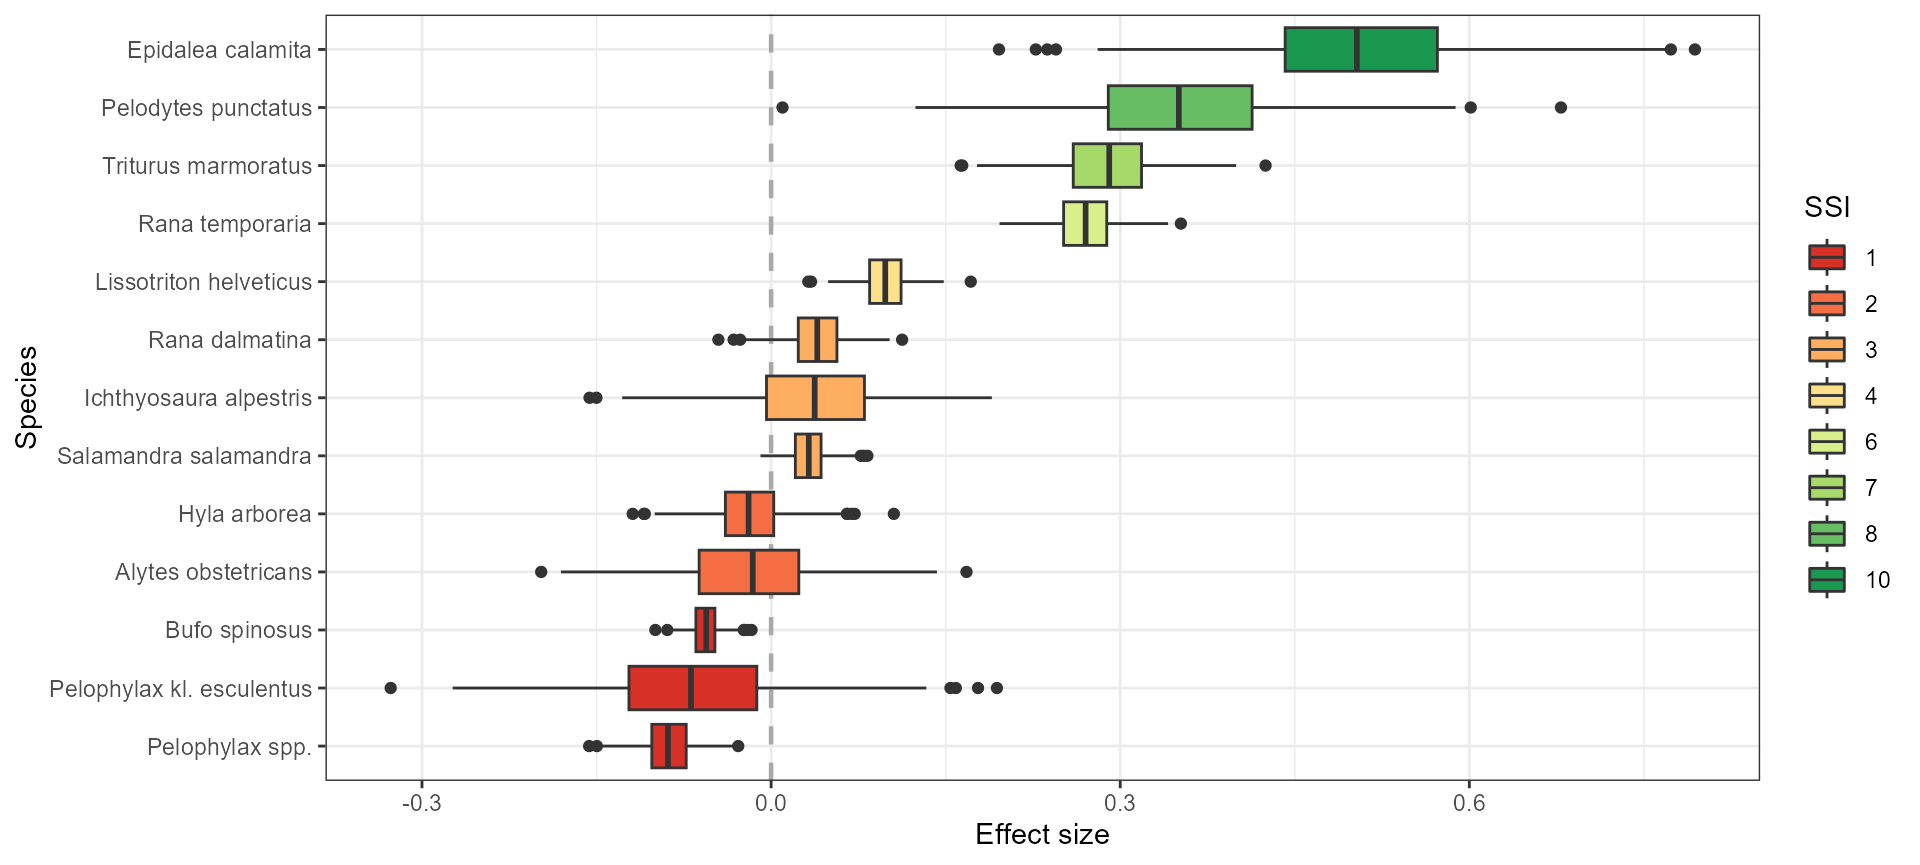 Epidalea calamita
Pelodytes punctatus
Triturus marmoratus
Rana temporaria
Lissotriton helveticus
Rana dalmatina
Ichthyosaura alpestris
Salamandra salamandra
Hyla arborea
Alytes obstetricans
Bufo spinosus
Pelophylax kl. esculentus
Pelophylax spp.
Species
-0.3 0.0 0.3 0.6
Effect size
SSI
1
2
3
4
6
7
8
10